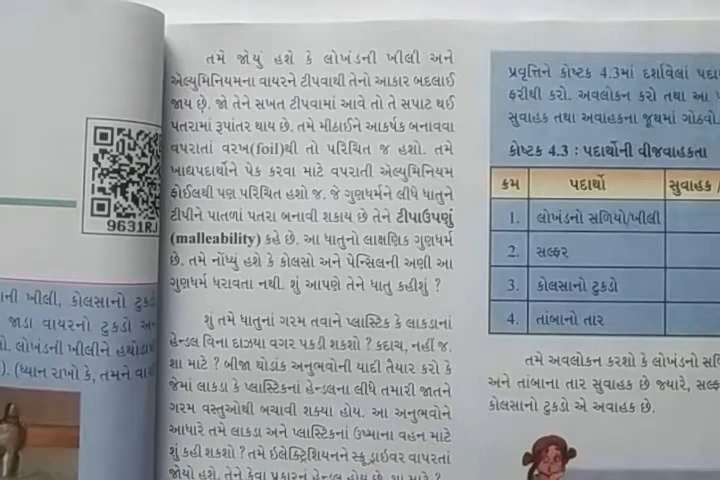 9631RJ
ની ખીલી, કોલસાનો ટુકડો
જાડા વાયરનો ટુકડો અને
લોખંડની ખીલીને હથોડા
). (ધ્યાન રાખો કે, તમને વા
તમે જોયું હશે કે લોખંડની ખીલી અને
એલ્યુમિનિયમના વાયરને ટીપવાથી તેનો આકાર બદલાઈ
જાય છે. જો તેને સખત ટીપવામાં આવે તો તે સપાટ થઈ
પતરામાં રૂપાંતર થાય છે. તમે મીઠાઈને આકર્ષક બનાવવા
વપરાતાં વરખ(foil)થી તો પરિચિત જ હશો. તમે
ખાદ્યપદાર્થોને પેક કરવા માટે વપરાતી એલ્યુમિનિયમ
ફોઈલથી પણ પરિચિત હશો જ. જે ગુણધર્મને લીધે ધાતુને
ટીપીને પાતળાં પતરા બનાવી શકાય છે તેને ટીપાઉપણું
(malleability) કહે છે. આ ધાતુનો લાક્ષણિક ગુણધર્મ
છે. તમે નોંધ્યું હશે કે કોલસો અને પેન્સિલની અણી આ
ગુણધર્મ ધરાવતા નથી. શું આપણે તેને ધાતુ કહીશું ?
શું તમે ધાતુનાં ગરમ તવાને પ્લાસ્ટિક કે લાકડાનાં
હેન્ડલ વિના દાઝ્યા વગર પકડી શકશો ? કદાચ, નહીં જ.
શા માટે ? બીજા થોડાંક અનુભવોની યાદી તૈયાર કરો કે
જેમાં લાકડા કે પ્લાસ્ટિકનાં હેન્ડલના લીધે તમારી જાતને
ગરમ વસ્તુઓથી બચાવી શક્યા હોય. આ અનુભવોને
આધારે તમે લાકડા અને પ્લાસ્ટિકનાં ઉષ્માના વહન માટે
શું કહી શકશો ? તમે ઇલેક્ટ્રિશિયનને સ્ક્રૂ ડ્રાઇવર વાપરતાં
જોયો હશે. તેને કેવા પ્રકારનું હેન્ડલ હોય છે. શા માટે ?
પ્રવૃત્તિને કોષ્ટક 4.3માં દર્શાવેલાં પદા
ફરીથી કરો. અવલોકન કરો તથા આ
સુવાહક તથા અવાહકના જૂથમાં ગોઠવો.
કોષ્ટક 4.3 : પદાર્થોની વીજવાહકતા
ક્રમ પદાર્થો સુવાહક /
1. લોખંડનો સળિયો/ખીલી
2. સલ્ફર
3. કોલસાનો ટુકડો
4. તાંબાનો તાર
તમે અવલોકન કરશો કે લોખંડનો સળિ
અને તાંબાના તાર સુવાહક છે જ્યારે, સલ્ફ
કોલસાનો ટુકડો એ અવાહક છે.